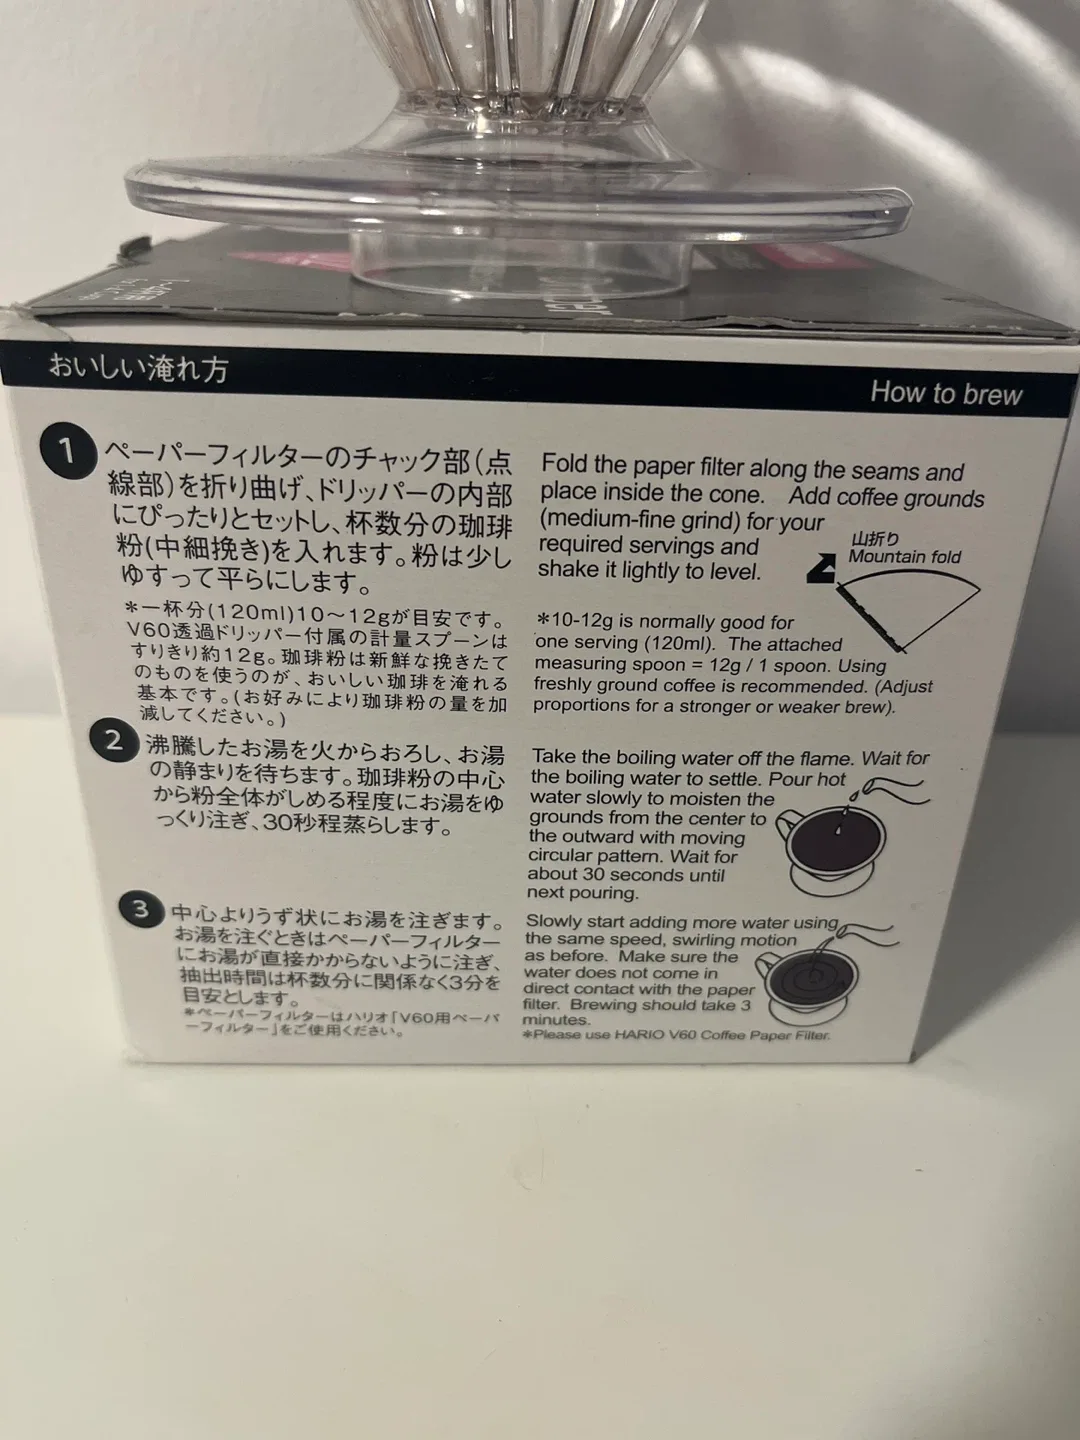 おいしい淹れ方
How to brew
1
ペーパーフィルターのチャック部(点
線部)を折り曲げ、ドリッパーの内部
にぴったりとセットし、杯数分の珈琲
粉(中細挽き)を入れます。粉は少し
ゆすって平らにします。
*一杯分(120ml)10〜12gが目安です。
V60透過ドリッパー付属の計量スプーンは
すりきり約12g。珈琲粉は新鮮な挽きたて
のものを使うのが、おいしい珈琲を淹れる
基本です。(お好みにより珈琲粉の量を加
減してください。)
Fold the paper filter along the seams and
place inside the cone. Add coffee grounds
(medium-fine grind) for your
required servings and
shake it lightly to level.
山折り
Mountain fold
*10-12g is normally good for
one serving (120ml). The attached
measuring spoon = 12g / 1 spoon. Using
freshly ground coffee is recommended. (Adjust
proportions for a stronger or weaker brew).
2
沸騰したお湯を火からおろし、お湯
の静まりを待ちます。珈琲粉の中心
から粉全体がしめる程度にお湯をゆ
っくり注ぎ、30秒程蒸らします。
Take the boiling water off the flame. Wait for
the boiling water to settle. Pour hot
water slowly to moisten the
grounds from the center to
the outward with moving
circular pattern. Wait for
about 30 seconds until
next pouring.
3
中心よりうず状にお湯を注ぎます。
お湯を注ぐときはペーパーフィルター
にお湯が直接かからないように注ぎ、
抽出時間は杯数分に関係なく3分を
目安とします。
*ペーパーフィルターはハリオ「V60用ペーパ
ーフィルター」をご使用ください。
Slowly start adding more water using
the same speed, swirling motion
as before. Make sure the
water does not come in
direct contact with the paper
filter. Brewing should take 3
minutes.
*Please use HARIO V60 Coffee Paper Filter.